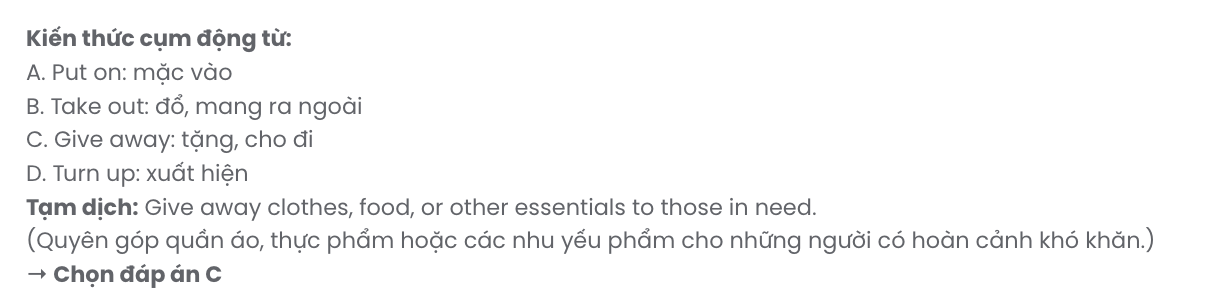 Kiến thức cụm động từ:
A. Put on: mặc vào
B. Take out: đổ, mang ra ngoài
C. Give away: tặng, cho đi
D. Turn up: xuất hiện
Tạm dịch: Give away clothes, food, or other essentials to those in need.
(Quyên góp quần áo, thực phẩm hoặc các nhu yếu phẩm cho những người có hoàn cảnh khó khăn.)
→ Chọn đáp án C